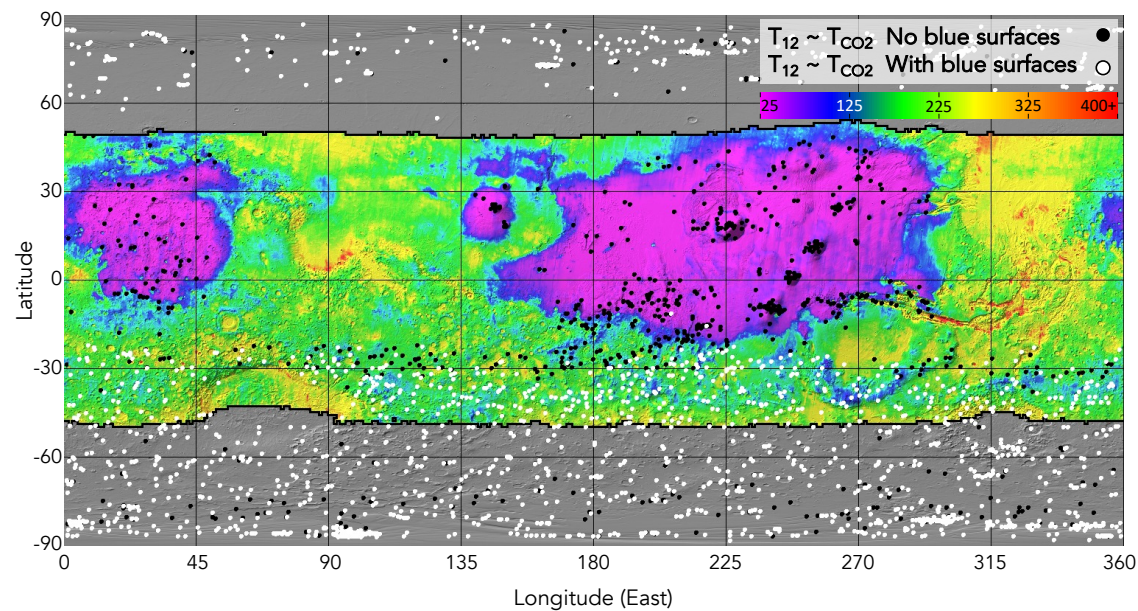 90
T12 ~ TCO2 No blue surfaces
T12 ~ TCO2 With blue surfaces
60
25 125 225 325 400+
30
Latitude
0
-30
-60
-90
0 45 90 135 180 225 270 315 360
Longitude (East)